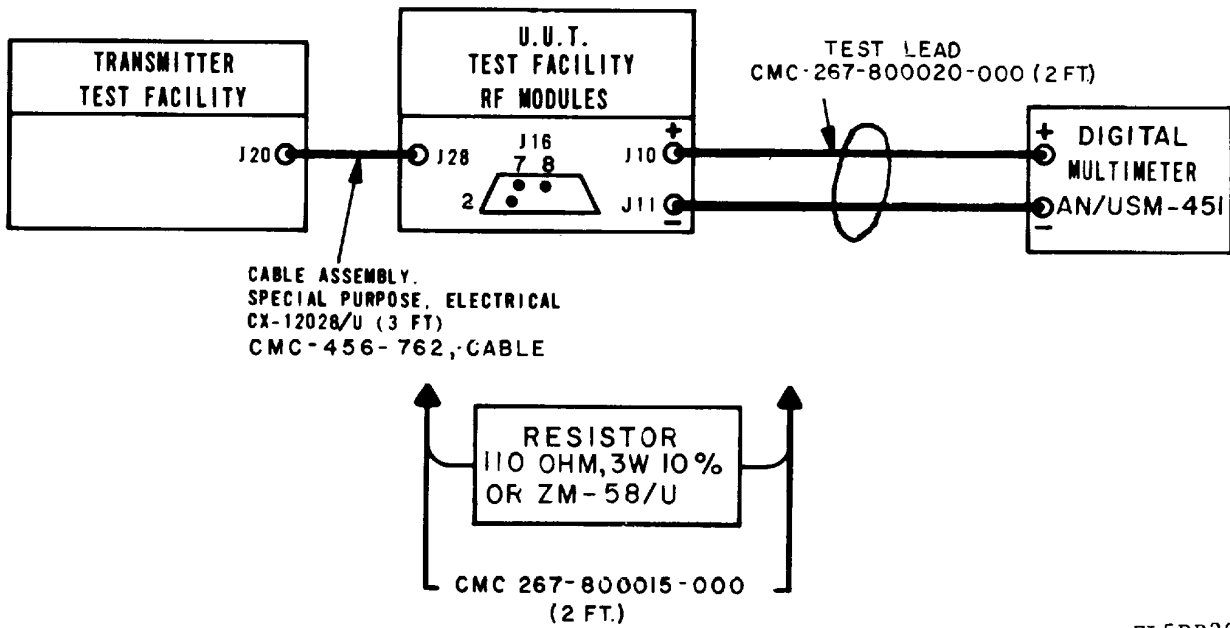 TRANSMITTER
TEST FACILITY
J20
U.U.T.
TEST FACILITY
RF MODULES
J28
J16
7 8
2
+
J10
J11
-
TEST LEAD
CMC-267-800020-000 (2 FT.)
+
DIGITAL
MULTIMETER
AN/USM-451
-
CABLE ASSEMBLY.
SPECIAL PURPOSE, ELECTRICAL
CX-12028/U (3 FT)
CMC-456-762, CABLE
RESISTOR
110 OHM, 3W 10%
OR ZM-58/U
CMC 267-800015-000
(2 FT.)